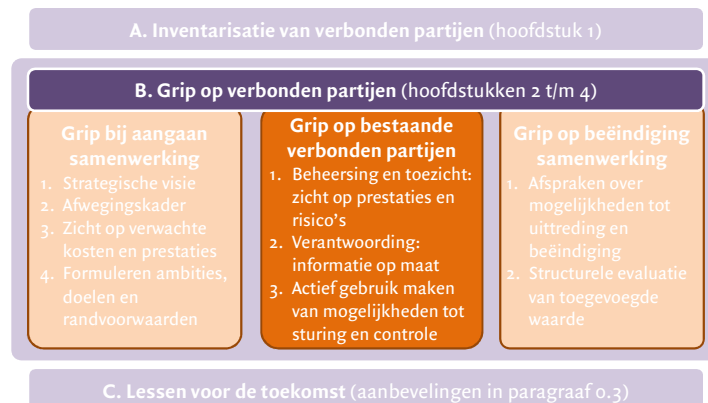 A. Inventarisatie van verbonden partijen (hoofdstuk 1)
B. Grip op verbonden partijen (hoofdstukken 2 t/m 4)
Grip bij aangaan
samenwerking
1. Strategische visie
2. Afwegingskader
3. Zicht op verwachte
kosten en prestaties
4. Formuleren ambities,
doelen en
randvoorwaarden
Grip op bestaande
verbonden partijen
1. Beheersing en toezicht:
zicht op prestaties en
risico's
2. Verantwoording:
informatie op maat
3. Actief gebruik maken
van mogelijkheden tot
sturing en controle
Grip op beëindiging
samenwerking
1. Afspraken over
mogelijkheden tot
uittreding en
beëindiging
2. Structurele evaluatie
van toegevoegde
waarde
C. Lessen voor de toekomst (aanbevelingen in paragraaf 0.3)